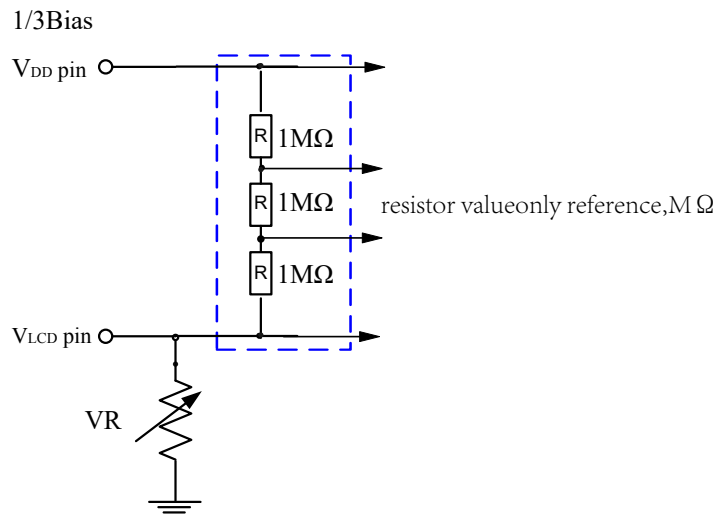 1/3Bias
VDD pin
R 1MΩ
R 1MΩ
resistor valueonly reference,MΩ
R 1MΩ
VLCD pin
VR